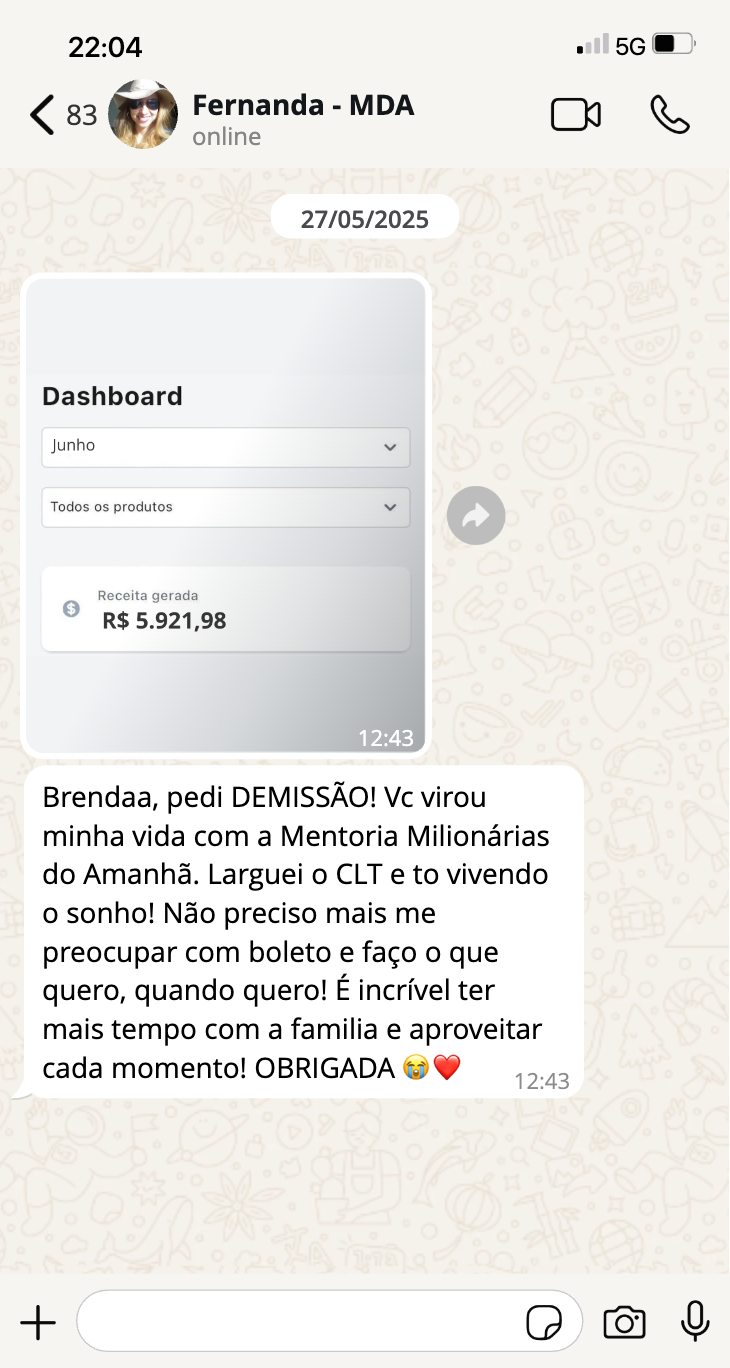 22:04
5G
83
Fernanda - MDA
online
27/05/2025
Dashboard
Junho
Todos os produtos
Receita gerada
R$ 5.921,98
12:43
Brendaa, pedi DEMISSÃO! Vc virou
minha vida com a Mentoria Milionárias
do Amanhã. Larguei o CLT e to vivendo
o sonho! Não preciso mais me
preocupar com boleto e faço o que
quero, quando quero! É incrível ter
mais tempo com a familia e aproveitar
cada momento! OBRIGADA 😭❤️
12:43